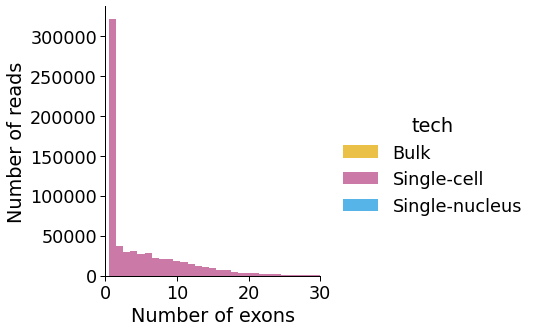 Number of reads
300000
250000
200000
150000
100000
50000
0
0 10 20 30
Number of exons
tech
Bulk
Single-cell
Single-nucleus